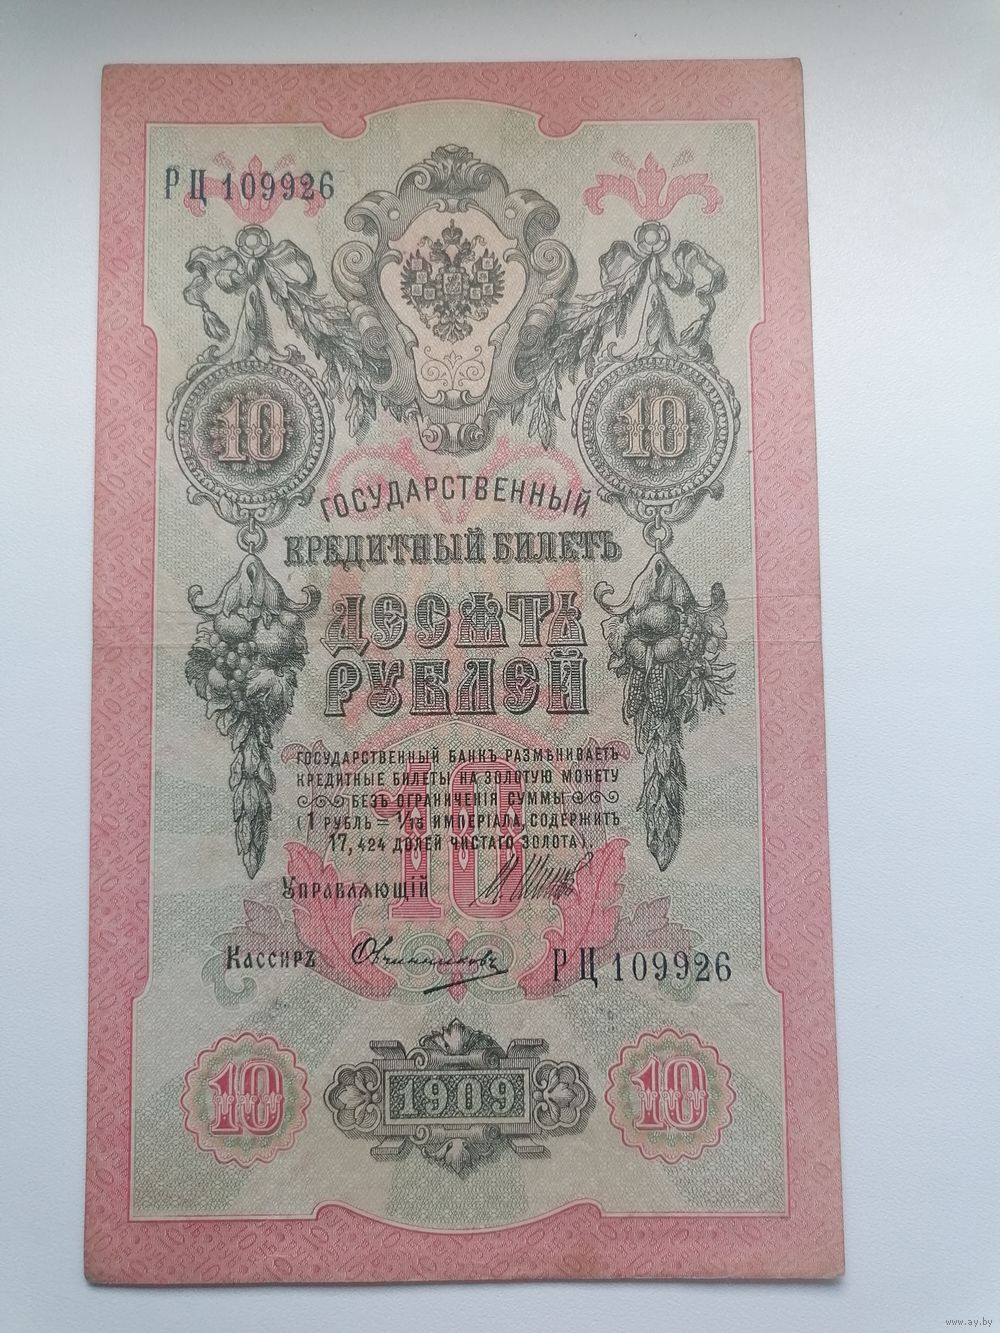 РЦ 109926
10 10
ГОСУДАРСТВЕННЫЙ
КРЕДИТНЫЙ БИЛЕТЪ
ДЕСЯТЬ
РУБЛЕЙ
ГОСУДАРСТВЕННЫЙ БАНКЪ РАЗМѢНИВАЕТЪ
КРЕДИТНЫЕ БИЛЕТЫ НА ЗОЛОТУЮ МОНЕТУ
БЕЗЪ ОГРАНИЧЕНІЯ СУММЫ
(1 РУБЛЬ = 1/15 ИМПЕРІАЛА, СОДЕРЖИТЪ
17,424 ДОЛЕЙ ЧИСТАГО ЗОЛОТА).
10
УПРАВЛЯЮЩІЙ
КАССИРЪ Овчинниковъ РЦ 109926
10 1909 10
www.ay.by